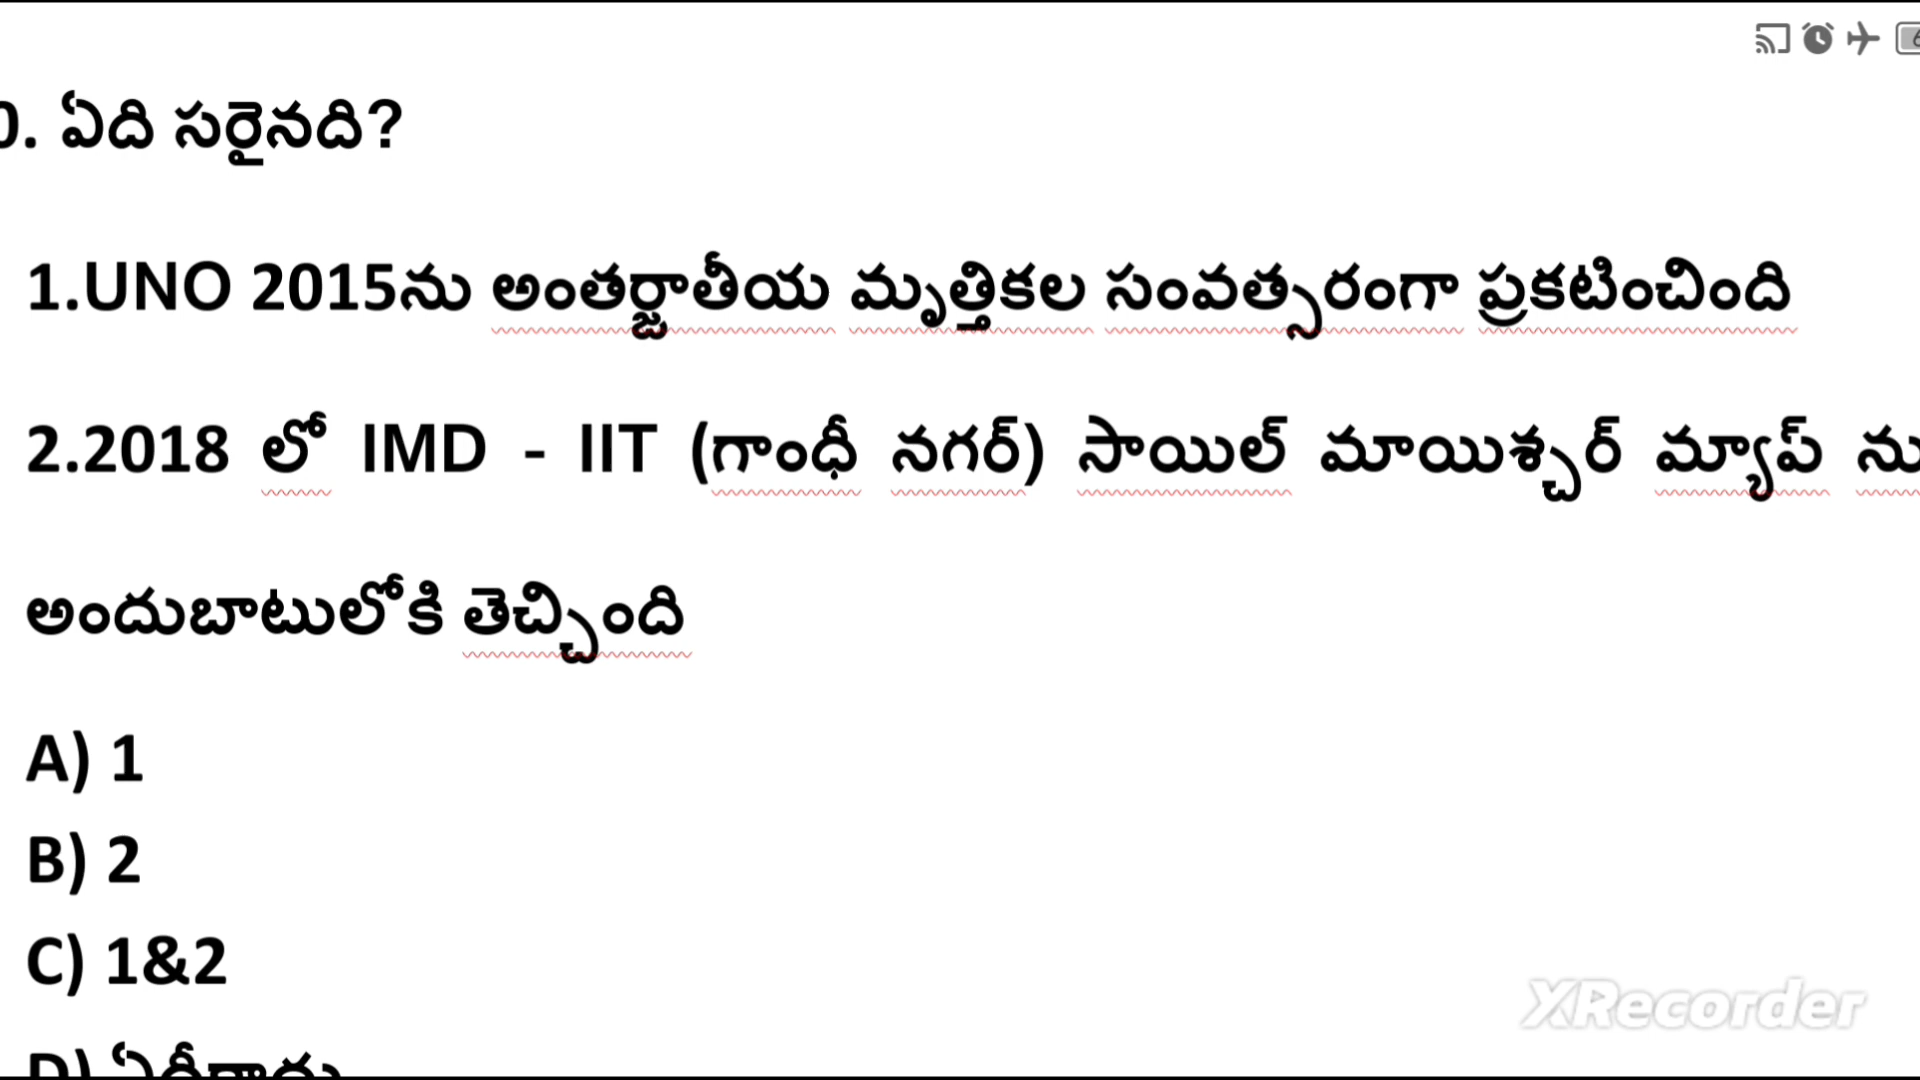 0. ఏది సరైనది?
1.UNO 2015ను అంతర్జాతీయ మృత్తికల సంవత్సరంగా ప్రకటించింది
2.2018 లో IMD - IIT (గాంధీ నగర్) సాయిల్ మాయిశ్చర్ మ్యాప్ ను
అందుబాటులోకి తెచ్చింది
A) 1
B) 2
C) 1&2
D) ఏదీకాదు
XRecorder